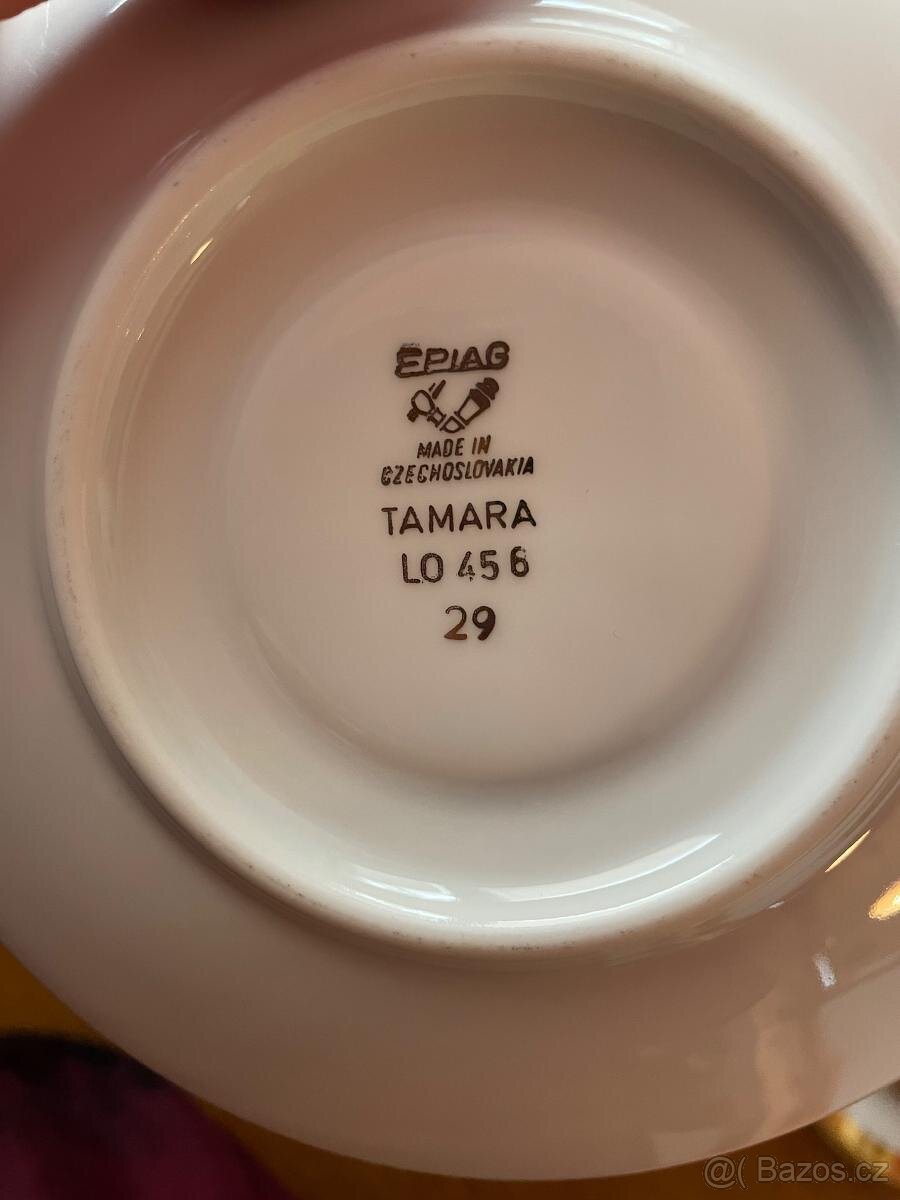 EPIAG
MADE IN
CZECHOSLOVAKIA
TAMARA
LO 456
29
@( Bazos.cz